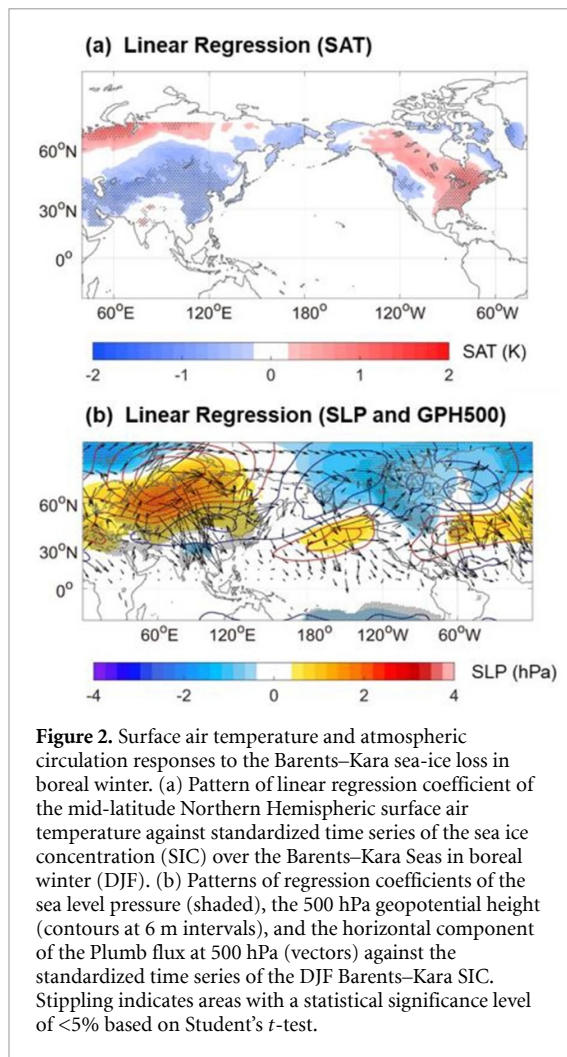 (a) Linear Regression (SAT)
60°N
30°N
0°
60°E 120°E 180° 120°W 60°W
-2 -1 0 1 2 SAT (K)
(b) Linear Regression (SLP and GPH500)
60°N
30°N
0°
60°E 120°E 180° 120°W 60°W
-4 -2 0 2 4 SLP (hPa)
Figure 2. Surface air temperature and atmospheric
circulation responses to the Barents–Kara sea-ice loss in
boreal winter. (a) Pattern of linear regression coefficient of
the mid-latitude Northern Hemispheric surface air
temperature against standardized time series of the sea ice
concentration (SIC) over the Barents–Kara Seas in boreal
winter (DJF). (b) Patterns of regression coefficients of the
sea level pressure (shaded), the 500 hPa geopotential height
(contours at 6 m intervals), and the horizontal component
of the Plumb flux at 500 hPa (vectors) against the
standardized time series of the DJF Barents–Kara SIC.
Stippling indicates areas with a statistical significance level
of <5% based on Student's t-test.